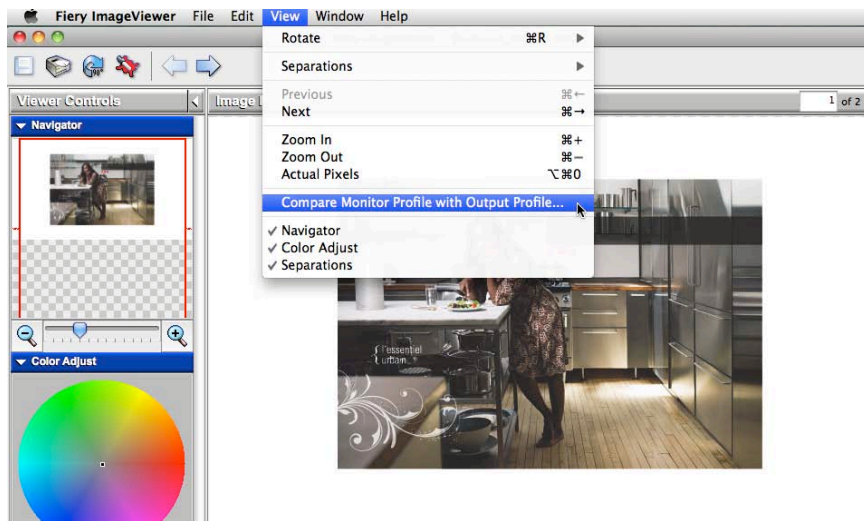 Fiery ImageViewer File Edit View Window Help
Rotate ⌘R
Separations
Previous ⌘←
Next ⌘→
Zoom In ⌘+
Zoom Out ⌘−
Actual Pixels ⌥⌘0
Compare Monitor Profile with Output Profile...
✓ Navigator
✓ Color Adjust
✓ Separations
Viewer Controls
Image
1 of 2
Navigator
{ l'essentiel
urbain
Color Adjust